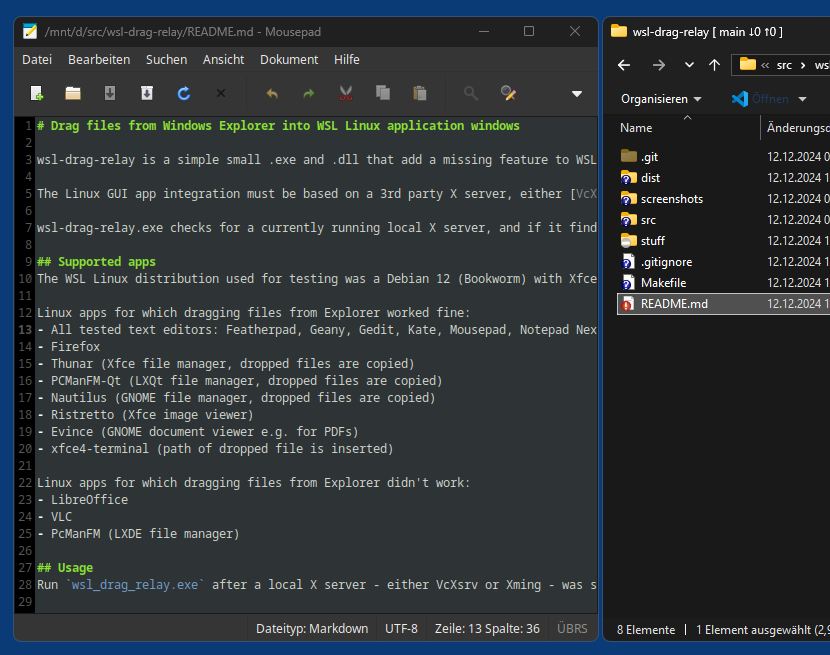 /mnt/d/src/wsl-drag-relay/README.md - Mousepad
Datei Bearbeiten Suchen Ansicht Dokument Hilfe
1 # Drag files from Windows Explorer into WSL Linux application windows
2
3 wsl-drag-relay is a simple small .exe and .dll that add a missing feature to WSL
4
5 The Linux GUI app integration must be based on a 3rd party X server, either [VcX
6
7 wsl-drag-relay.exe checks for a currently running local X server, and if it find
8
9 ## Supported apps
10 The WSL Linux distribution used for testing was a Debian 12 (Bookworm) with Xfce
11
12 Linux apps for which dragging files from Explorer worked fine:
13 - All tested text editors: Featherpad, Geany, Gedit, Kate, Mousepad, Notepad Nex
14 - Firefox
15 - Thunar (Xfce file manager, dropped files are copied)
16 - PCManFM-Qt (LXQt file manager, dropped files are copied)
17 - Nautilus (GNOME file manager, dropped files are copied)
18 - Ristretto (Xfce image viewer)
19 - Evince (GNOME document viewer e.g. for PDFs)
20 - xfce4-terminal (path of dropped file is inserted)
21
22 Linux apps for which dragging files from Explorer didn't work:
23 - LibreOffice
24 - VLC
25 - PcManFM (LXDE file manager)
26
27 ## Usage
28 Run `wsl_drag_relay.exe` after a local X server - either VcXsrv or Xming - was s
29
Dateityp: Markdown UTF-8 Zeile: 13 Spalte: 36 ÜBRS
wsl-drag-relay [ main ↓0 ↑0 ]
« src › ws
Organisieren Öffnen
Name Änderungsd
.git 12.12.2024 0
dist 12.12.2024 1
screenshots 12.12.2024 0
src 12.12.2024 0
stuff 12.12.2024 1
.gitignore 12.12.2024 0
Makefile 12.12.2024 1
README.md 12.12.2024 1
8 Elemente | 1 Element ausgewählt (2,9